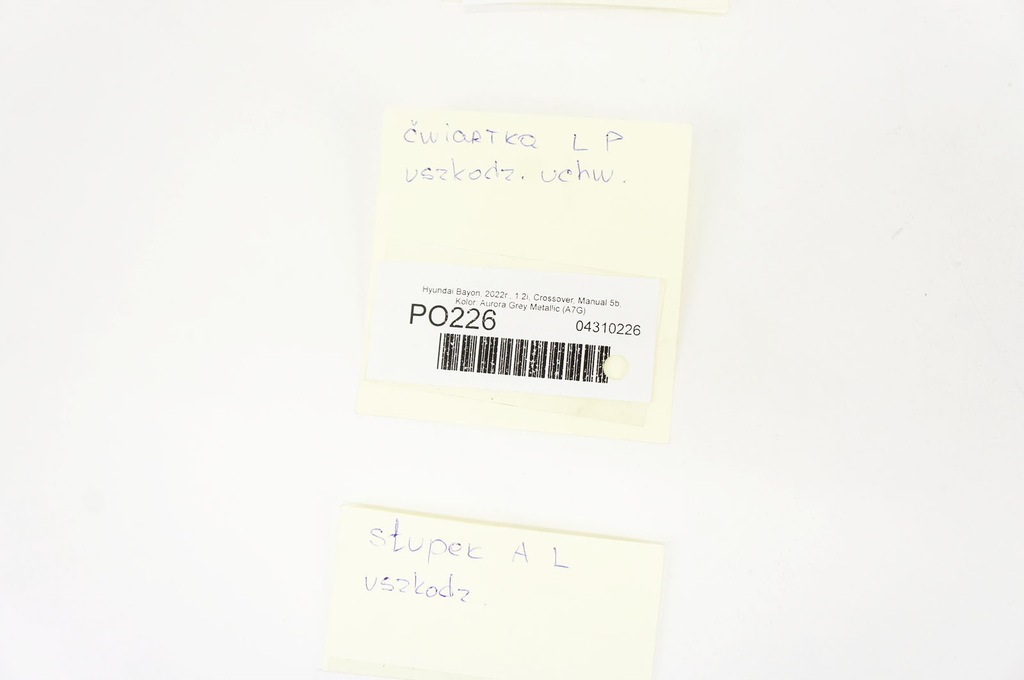 ćwiartka L P
uszkodz. uchw.
Hyundai Bayon, 2022r., 1.2i, Crossover, Manual 5b,
Kolor: Aurora Grey Metallic (A7G)
PO226
04310226
słupek A L
uszkodz.